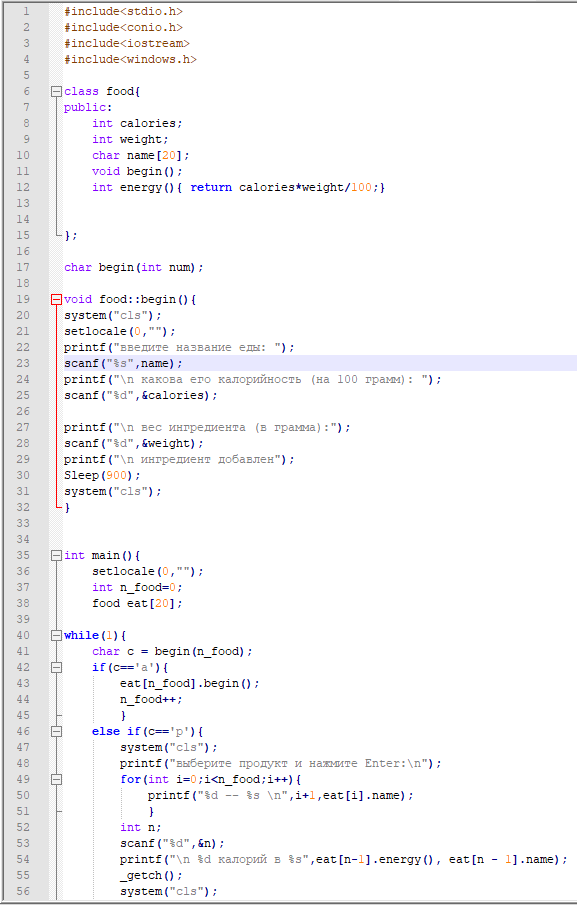 1 #include<stdio.h>
2 #include<conio.h>
3 #include<iostream>
4 #include<windows.h>
5
6 class food{
7 public:
8 int calories;
9 int weight;
10 char name[20];
11 void begin();
12 int energy(){ return calories*weight/100;}
13
14
15 };
16
17 char begin(int num);
18
19 void food::begin(){
20 system("cls");
21 setlocale(0,"");
22 printf("введите название еды: ");
23 scanf("%s",name);
24 printf("\n какова его калорийность (на 100 грамм): ");
25 scanf("%d",&calories);
26
27 printf("\n вес ингредиента (в грамма):");
28 scanf("%d",&weight);
29 printf("\n ингредиент добавлен");
30 Sleep(900);
31 system("cls");
32 }
33
34
35 int main(){
36 setlocale(0,"");
37 int n_food=0;
38 food eat[20];
39
40 while(1){
41 char c = begin(n_food);
42 if(c=='a'){
43 eat[n_food].begin();
44 n_food++;
45 }
46 else if(c=='p'){
47 system("cls");
48 printf("выберите продукт и нажмите Enter:\n");
49 for(int i=0;i<n_food;i++){
50 printf("%d -- %s \n",i+1,eat[i].name);
51 }
52 int n;
53 scanf("%d",&n);
54 printf("\n %d калорий в %s",eat[n-1].energy(), eat[n - 1].name);
55 _getch();
56 system("cls");